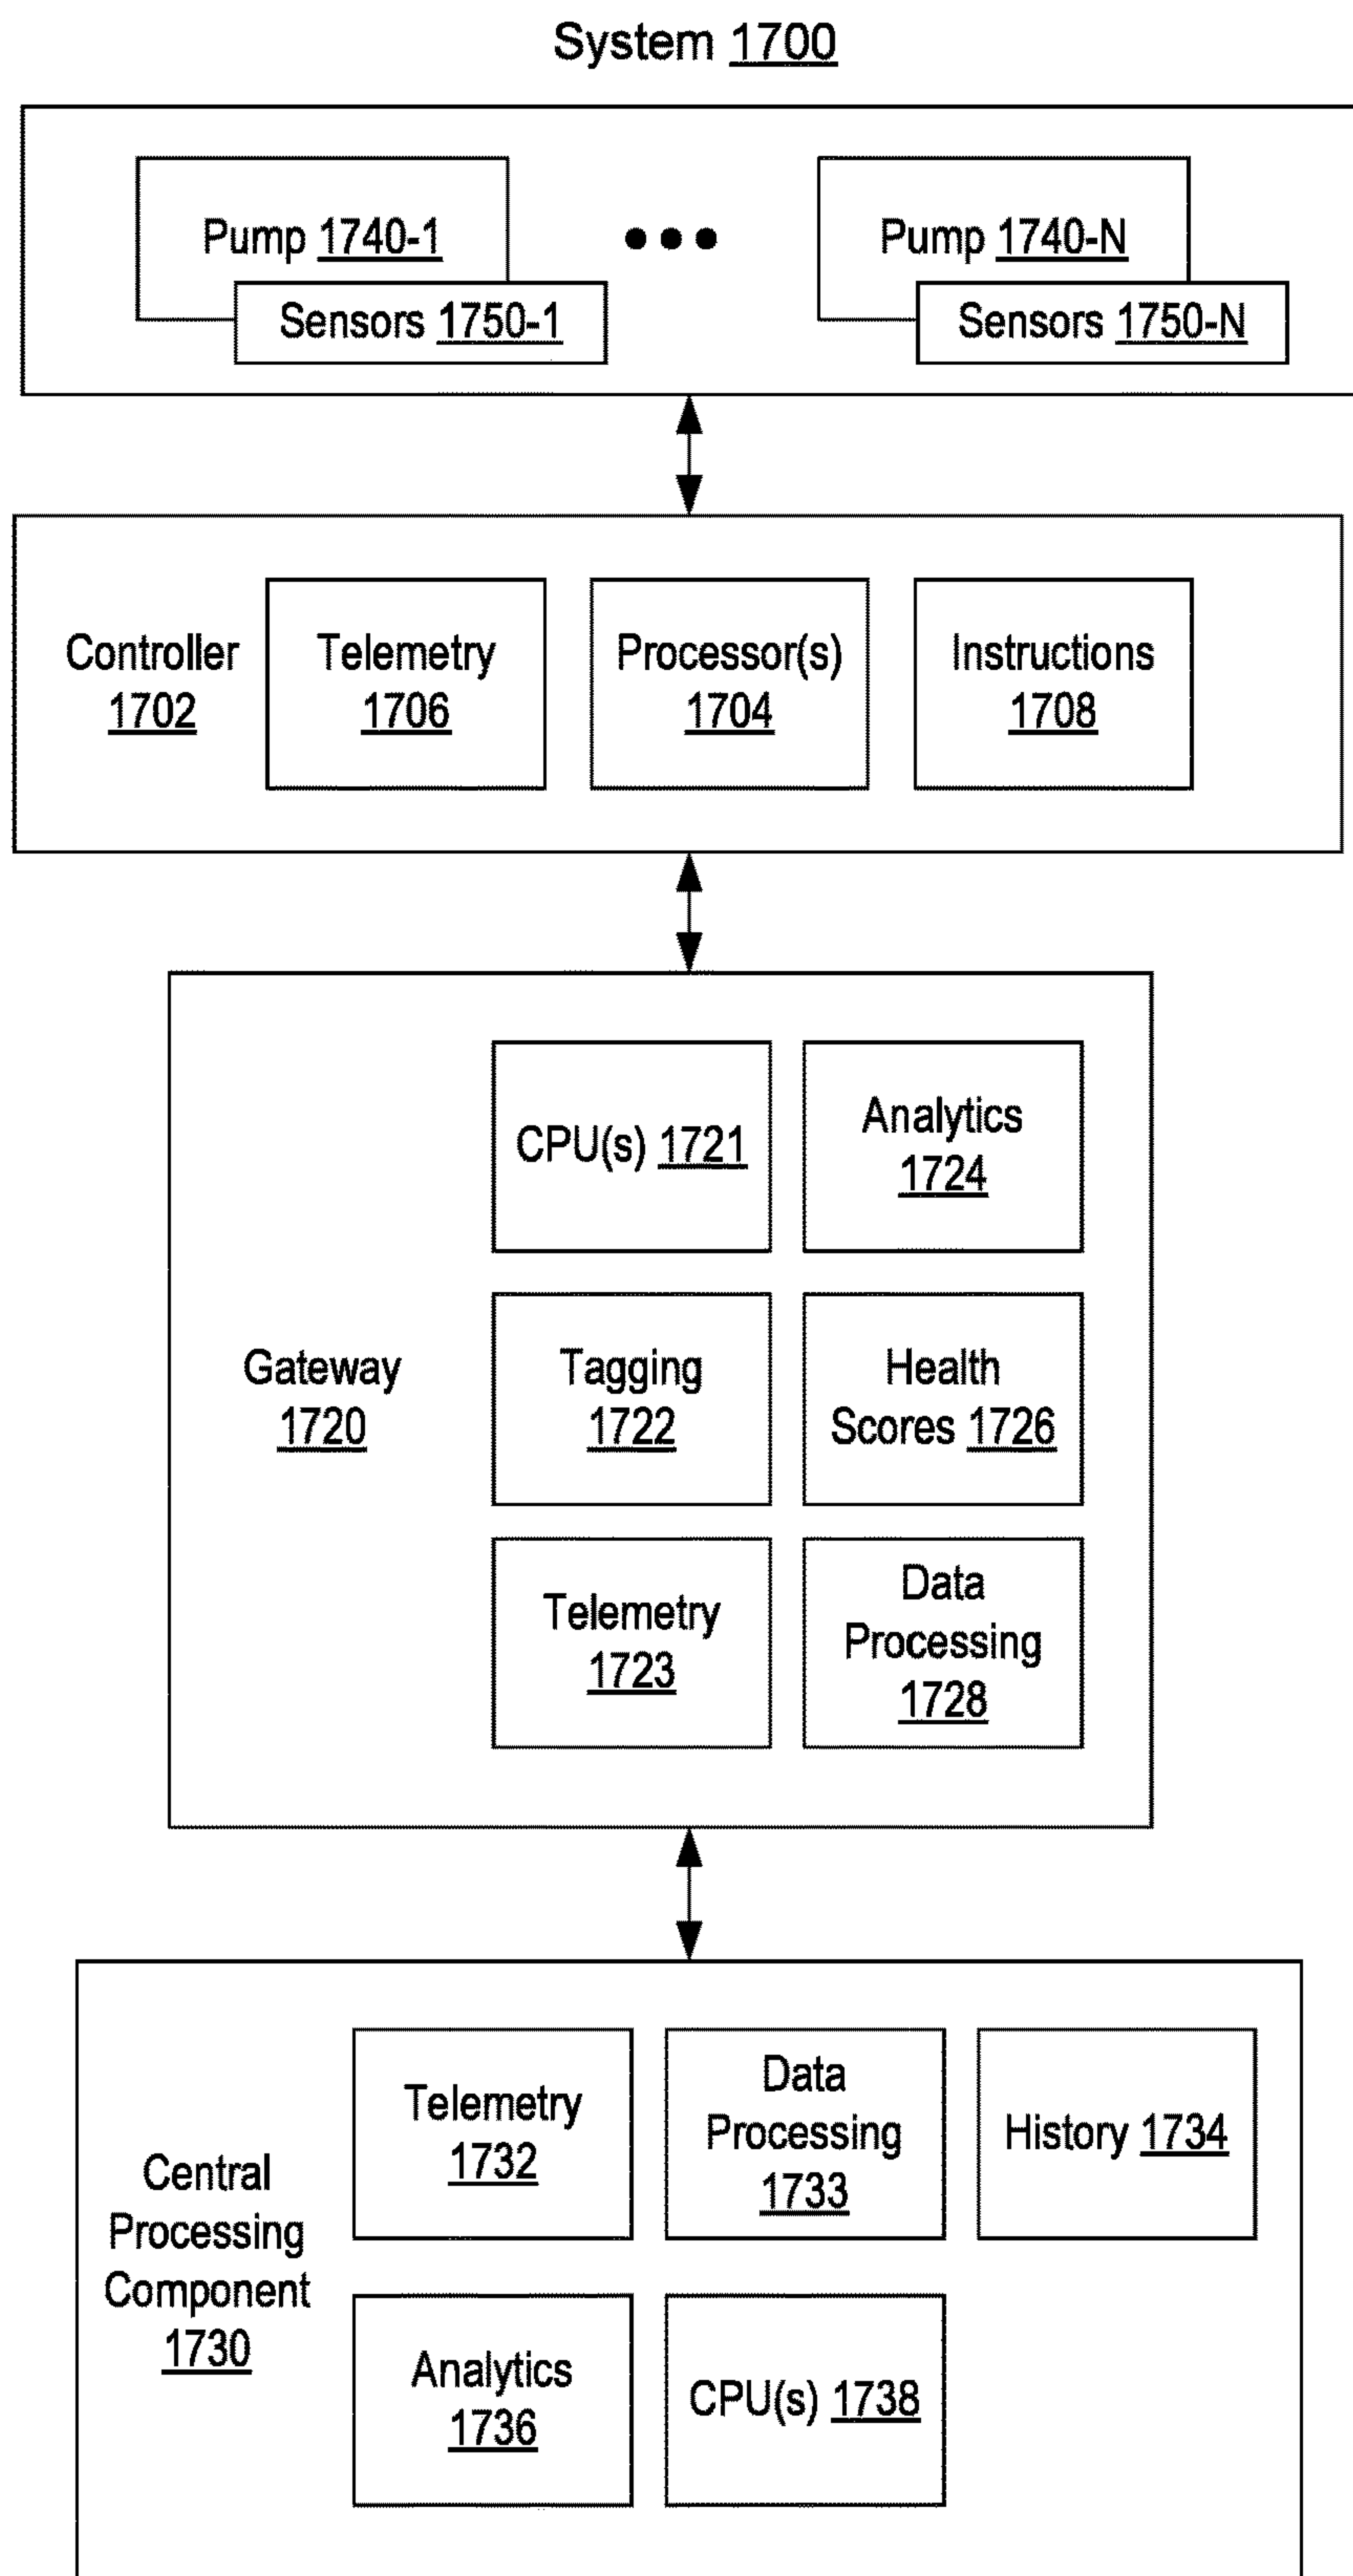 System 1700
Pump 1740-1
Pump 1740-N
Sensors 1750-1
Sensors 1750-N
Controller
1702
Telemetry
1706
Processor(s)
1704
Instructions
1708
Gateway
1720
CPU(s) 1721
Analytics
1724
Tagging
1722
Health
Scores 1726
Telemetry
1723
Data
Processing
1728
Central
Processing
Component
1730
Telemetry
1732
Data
Processing
1733
History 1734
Analytics
1736
CPU(s) 1738